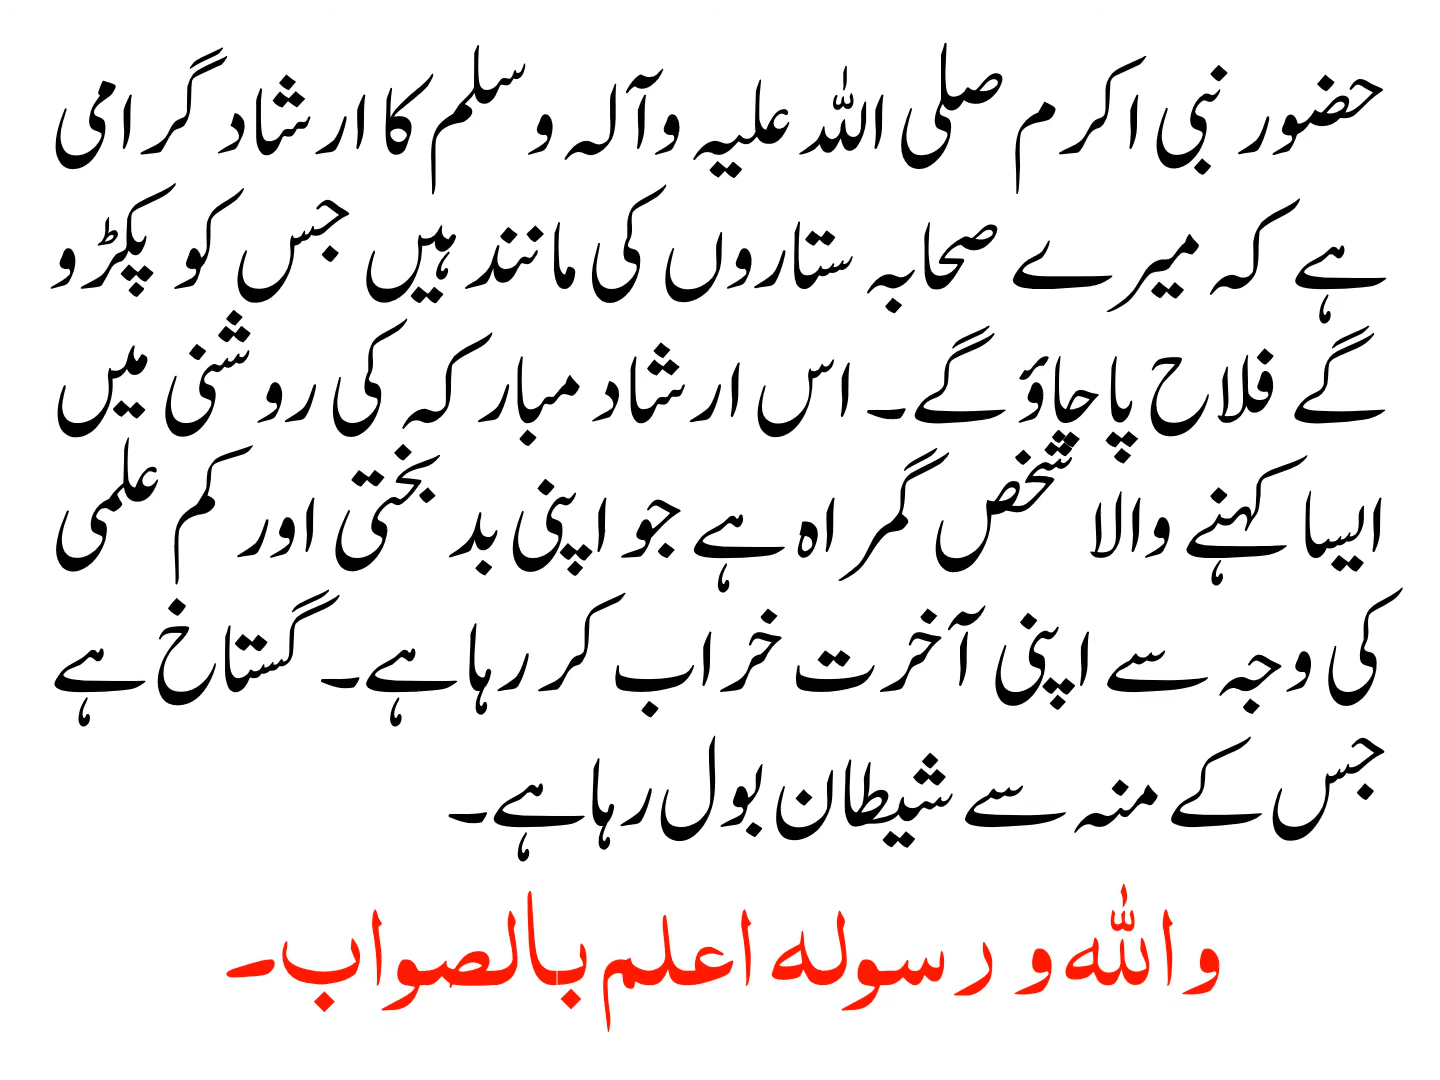 حضور نبی اکرم صلی اللہ علیہ وآلہ وسلم کا ارشاد گرامی
ہے کہ میرے صحابہ ستاروں کی مانند ہیں جس کو پکڑو
گے فلاح پاجاؤ گے۔ اس ارشاد مبارکہ کی روشنی میں
ایسا کہنے والا شخص گمراہ ہے جو اپنی بدبختی اور کم علمی
کی وجہ سے اپنی آخرت خراب کر رہا ہے۔ گستاخ ہے
جس کے منہ سے شیطان بول رہا ہے۔
واللہ و رسولہ اعلم بالصواب۔